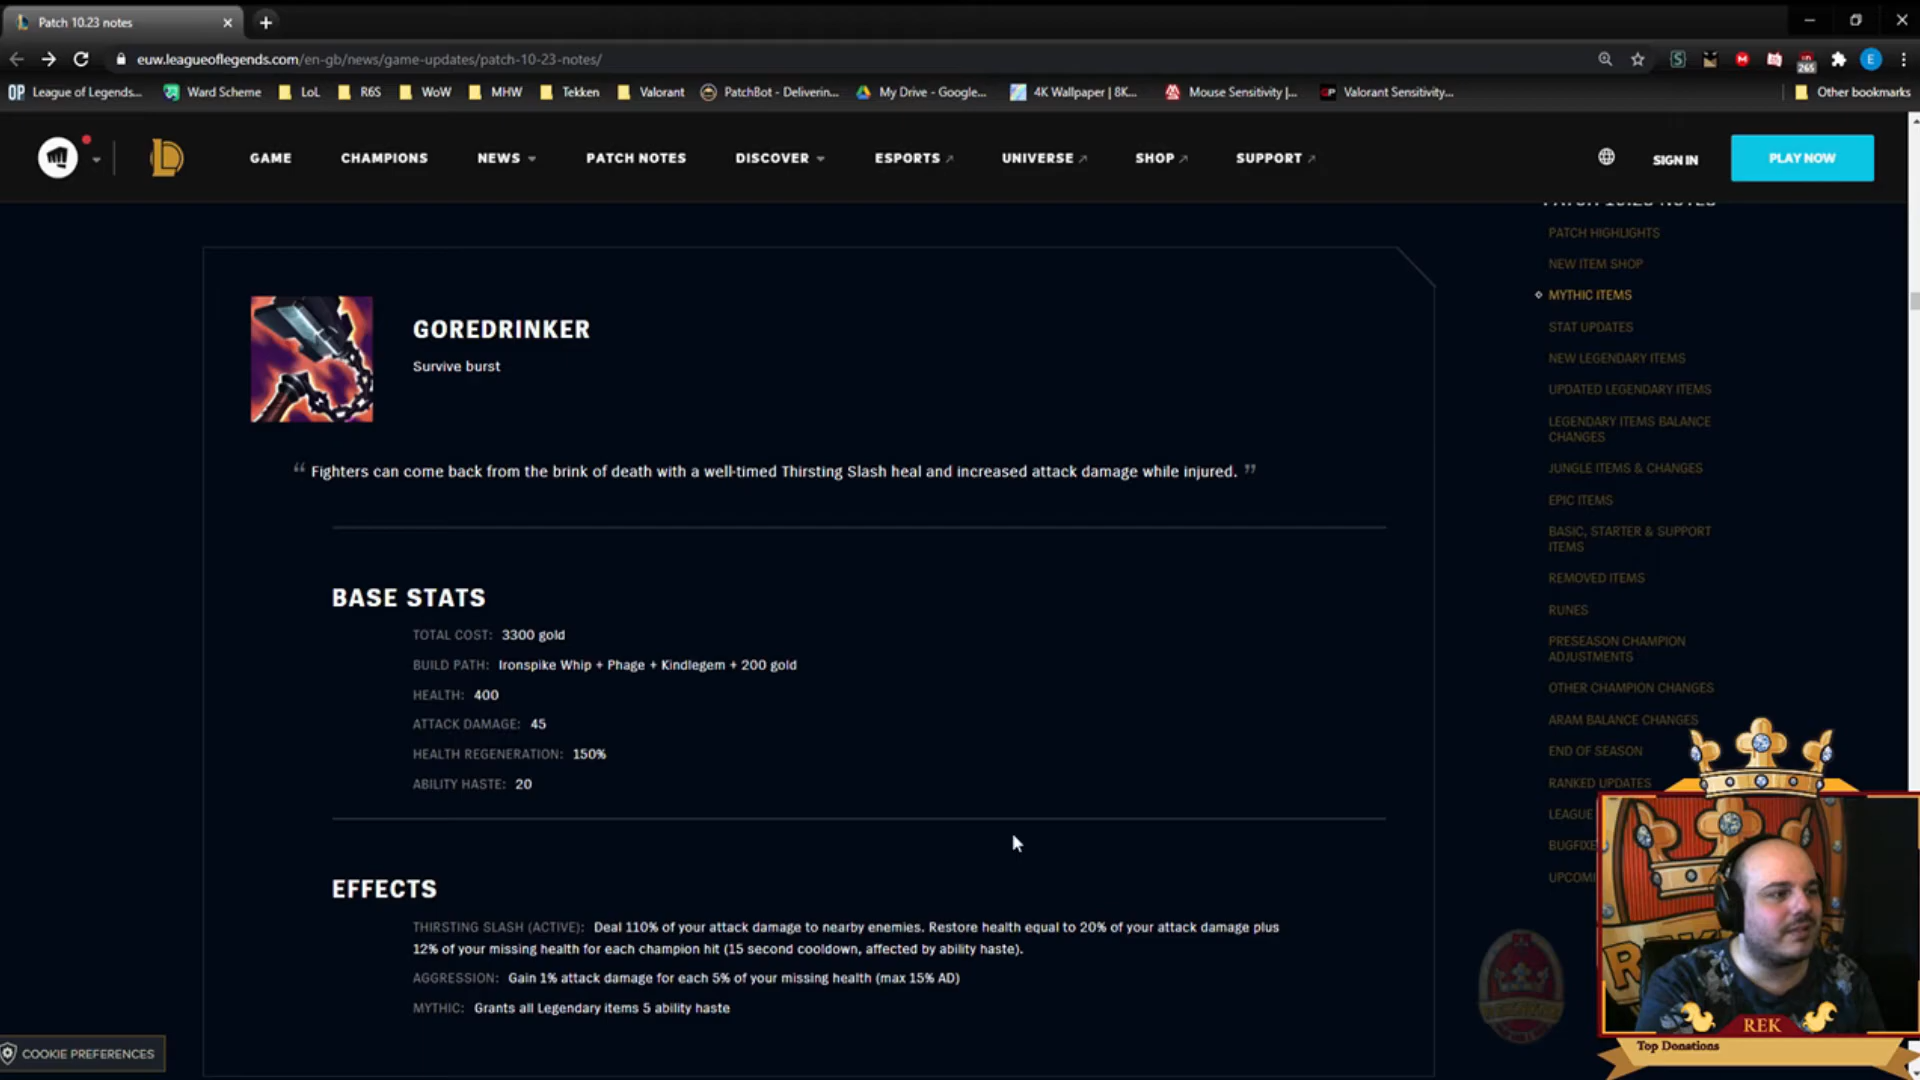 Patch 10.23 notes
euw.leagueoflegends.com/en-gb/news/game-updates/patch-10-23-notes/
265
E
OP League of Legends...
Ward Scheme
LoL
R6S
WoW
MHW
Tekken
Valorant
PatchBot - Deliverin...
My Drive - Google...
4K Wallpaper | 8K...
Mouse Sensitivity |...
Valorant Sensitivity...
Other bookmarks
GAME
CHAMPIONS
NEWS
PATCH NOTES
DISCOVER
ESPORTS
UNIVERSE
SHOP
SUPPORT
SIGN IN
PLAY NOW
GOREDRINKER
Survive burst
“ Fighters can come back from the brink of death with a well-timed Thirsting Slash heal and increased attack damage while injured. ”
BASE STATS
TOTAL COST: 3300 gold
BUILD PATH: Ironspike Whip + Phage + Kindlegem + 200 gold
HEALTH: 400
ATTACK DAMAGE: 45
HEALTH REGENERATION: 150%
ABILITY HASTE: 20
EFFECTS
THIRSTING SLASH (ACTIVE): Deal 110% of your attack damage to nearby enemies. Restore health equal to 20% of your attack damage plus
12% of your missing health for each champion hit (15 second cooldown, affected by ability haste).
AGGRESSION: Gain 1% attack damage for each 5% of your missing health (max 15% AD)
MYTHIC: Grants all Legendary items 5 ability haste
COOKIE PREFERENCES
PATCH 10.23 NOTES
PATCH HIGHLIGHTS
NEW ITEM SHOP
MYTHIC ITEMS
STAT UPDATES
NEW LEGENDARY ITEMS
UPDATED LEGENDARY ITEMS
LEGENDARY ITEMS BALANCE
CHANGES
JUNGLE ITEMS & CHANGES
EPIC ITEMS
BASIC, STARTER & SUPPORT
ITEMS
REMOVED ITEMS
RUNES
PRESEASON CHAMPION
ADJUSTMENTS
OTHER CHAMPION CHANGES
ARAM BALANCE CHANGES
END OF SEASON
RANKED UPDATES
LEAGUE
BUGFIXE
UPCOMI
REK
Top Donations